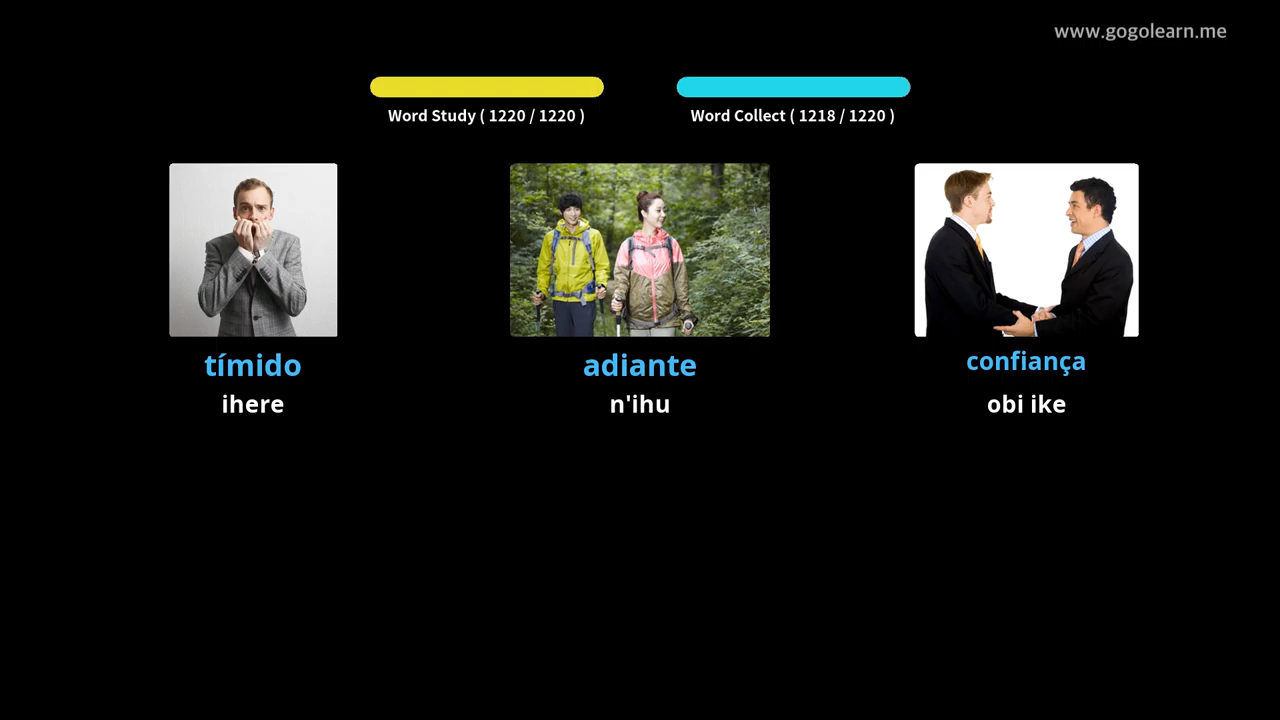 www.gogolearn.me
Word Study ( 1220 / 1220 )
Word Collect ( 1218 / 1220 )
tímido
adiante
confiança
ihere
n'ihu
obi ike